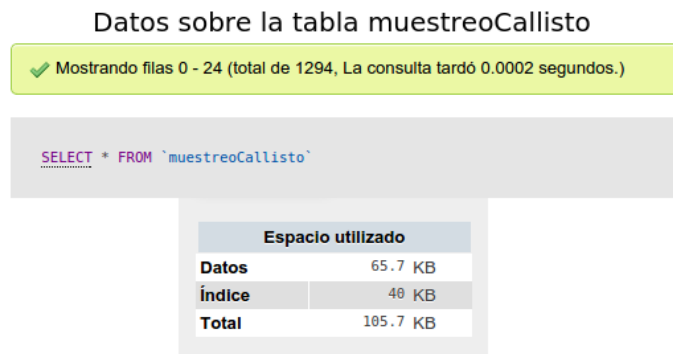 Datos sobre la tabla muestreoCallisto
Mostrando filas 0 - 24 (total de 1294, La consulta tardó 0.0002 segundos.)
SELECT * FROM `muestreoCallisto`
Espacio utilizado
Datos 65.7 KB
Índice 40 KB
Total 105.7 KB